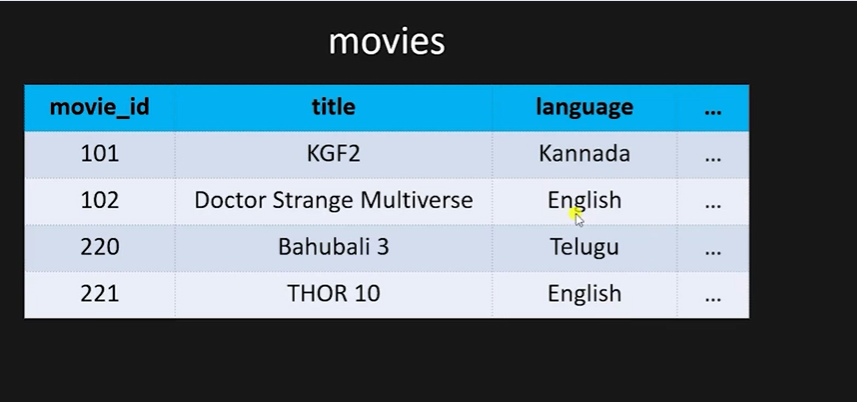 movies
movie_id title language ...
101 KGF2 Kannada ...
102 Doctor Strange Multiverse English ...
220 Bahubali 3 Telugu ...
221 THOR 10 English ...